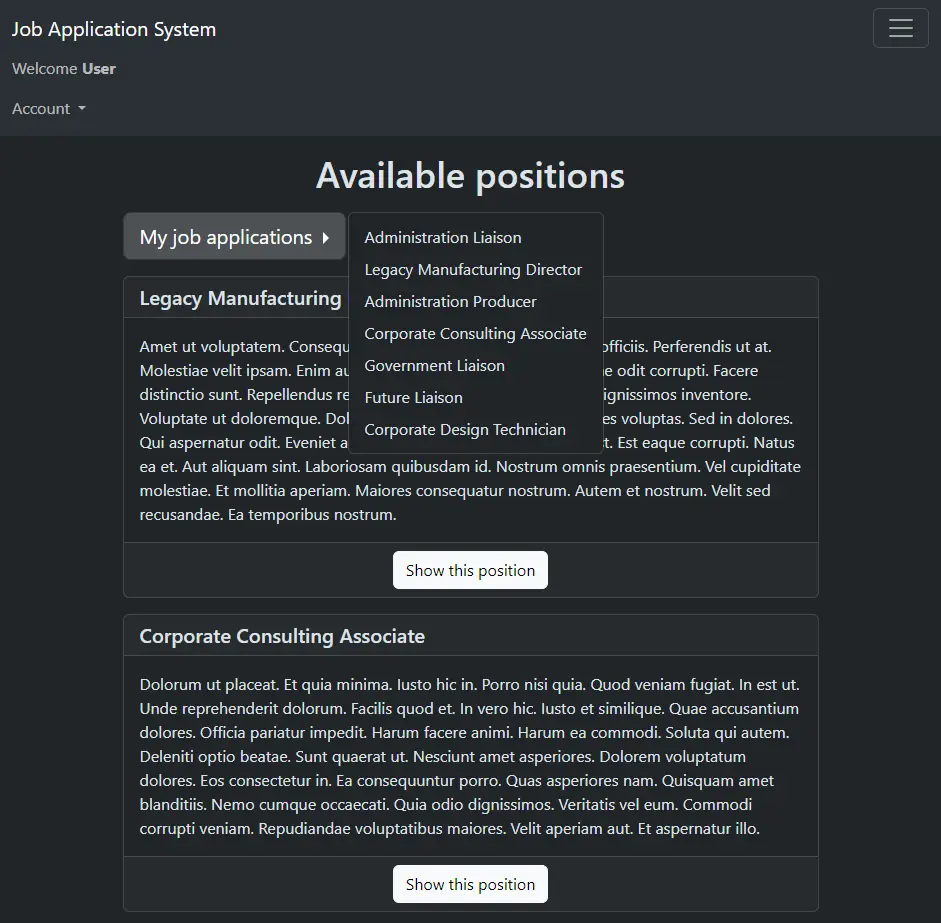 Job Application System
Welcome User
Account
Available positions
My job applications
Administration Liaison
Legacy Manufacturing Director
Administration Producer
Corporate Consulting Associate
Government Liaison
Future Liaison
Corporate Design Technician
Legacy Manufacturing
Amet ut voluptatem. officiis. Perferendis ut at.
Molestiae velit ipsam. Enim odit corrupti. Facere
distinctio sunt. Repellendus dignissimos inventore.
Voluptate ut doloremque. voluptas. Sed in dolores.
Qui aspernatur odit. Eveniet Est eaque corrupti. Natus
ea et. Aut aliquam sint. Laboriosam quibusdam id. Nostrum omnis praesentium. Vel cupiditate
molestiae. Et mollitia aperiam. Maiores consequatur nostrum. Autem et nostrum. Velit sed
recusandae. Ea temporibus nostrum.
Show this position
Corporate Consulting Associate
Dolorum ut placeat. Et quia minima. Iusto hic in. Porro nisi quia. Quod veniam fugiat. In est ut.
Unde reprehenderit dolorum. Facilis quod et. In vero hic. Iusto et similique. Quae accusantium
dolores. Officia pariatur impedit. Harum facere animi. Harum ea commodi. Soluta qui autem.
Deleniti optio beatae. Sunt quaerat ut. Nesciunt amet asperiores. Dolorem voluptatum
dolores. Eos consectetur in. Ea consequuntur porro. Quas asperiores nam. Quisquam amet
blanditiis. Nemo cumque occaecati. Quia odio dignissimos. Veritatis vel eum. Commodi
corrupti veniam. Repudiandae voluptatibus maiores. Velit aperiam aut. Et aspernatur illo.
Show this position